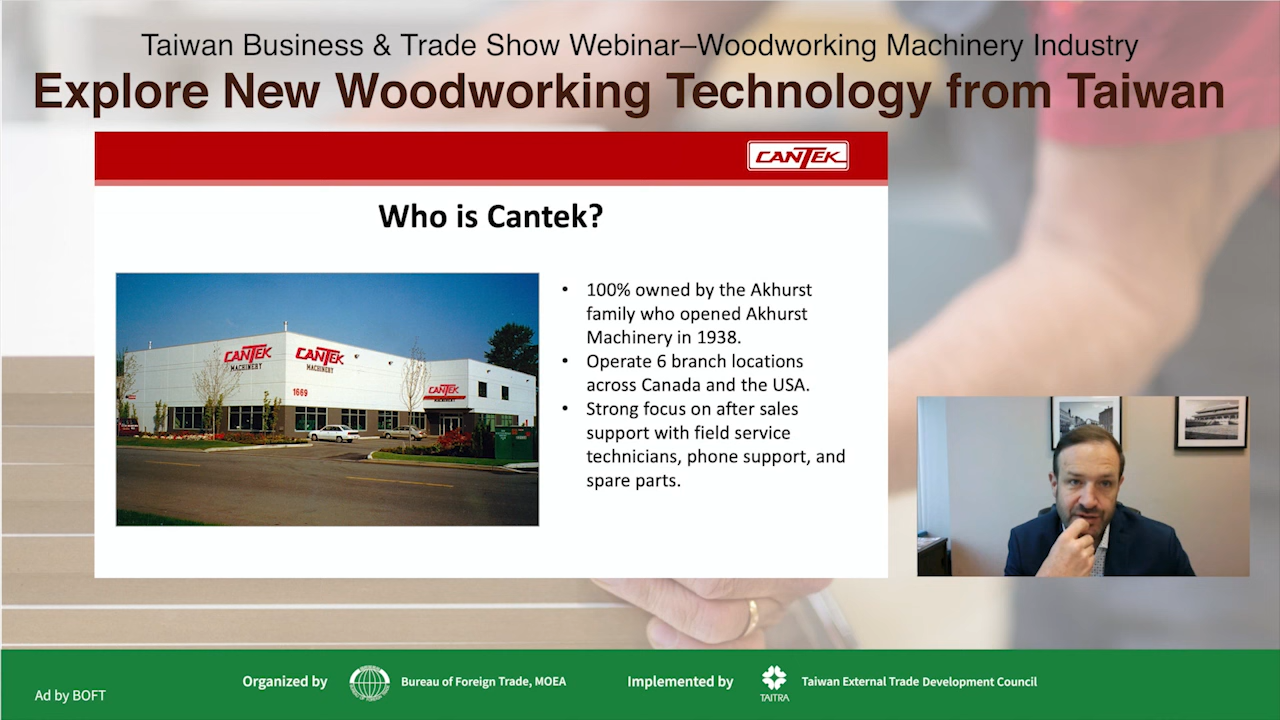 Taiwan Business & Trade Show Webinar–Woodworking Machinery Industry
Explore New Woodworking Technology from Taiwan
CANTEK
Who is Cantek?
CANTEK
MACHINERY
CANTEK
MACHINERY
CANTEK
1669
• 100% owned by the Akhurst
family who opened Akhurst
Machinery in 1938.
• Operate 6 branch locations
across Canada and the USA.
• Strong focus on after sales
support with field service
technicians, phone support, and
spare parts.
Ad by BOFT
Organized by
Bureau of Foreign Trade, MOEA
Implemented by
TAITRA
Taiwan External Trade Development Council